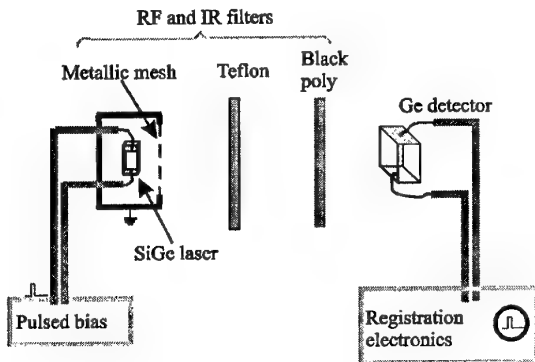 RF and IR filters
Metallic mesh
Teflon
Black
poly
Ge detector
SiGe laser
Pulsed bias
Registration
electronics